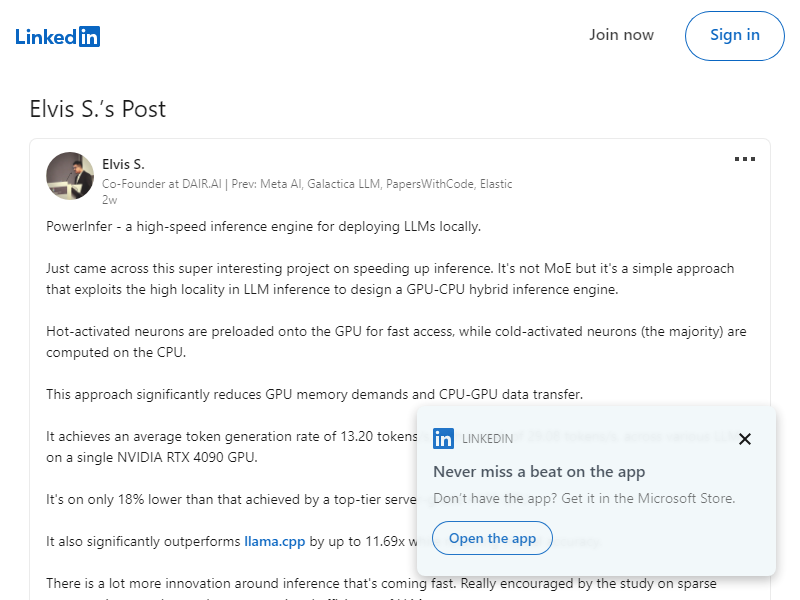 LinkedIn
Join now
Sign in
Elvis S.'s Post
Elvis S.
Co-Founder at DAIR.AI | Prev: Meta AI, Galactica LLM, PapersWithCode, Elastic
2w
PowerInfer - a high-speed inference engine for deploying LLMs locally.
Just came across this super interesting project on speeding up inference. It's not MoE but it's a simple approach
that exploits the high locality in LLM inference to design a GPU-CPU hybrid inference engine.
Hot-activated neurons are preloaded onto the GPU for fast access, while cold-activated neurons (the majority) are
computed on the CPU.
This approach significantly reduces GPU memory demands and CPU-GPU data transfer.
It achieves an average token generation rate of 13.20 tokens
on a single NVIDIA RTX 4090 GPU.
It's on only 18% lower than that achieved by a top-tier serve
It also significantly outperforms llama.cpp by up to 11.69x w
There is a lot more innovation around inference that's coming fast. Really encouraged by the study on sparse
LINKEDIN
Never miss a beat on the app
Don't have the app? Get it in the Microsoft Store.
Open the app